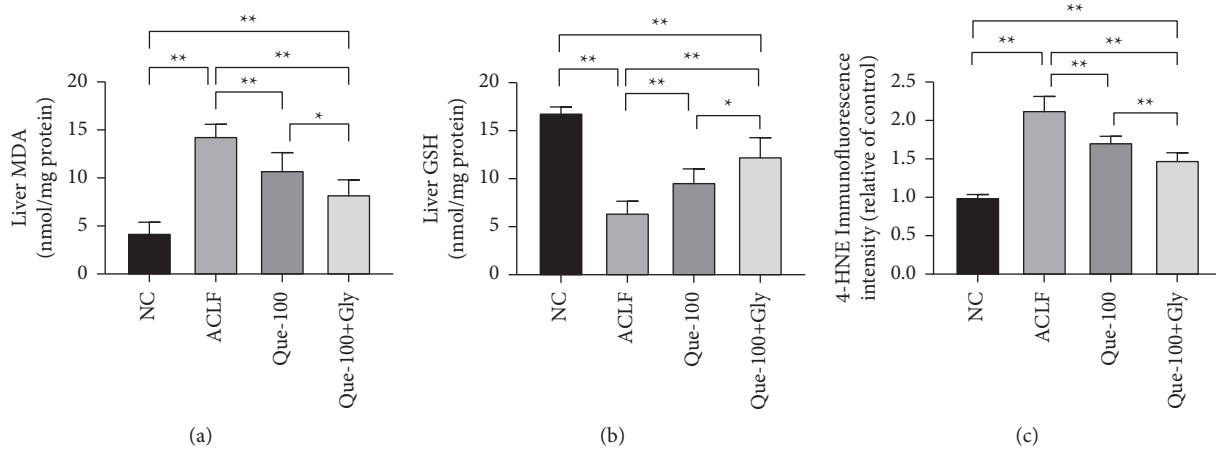 **
**
**
**
*
20
15
10
5
0
Liver MDA
(nmol/mg protein)
NC
ACLF
Que-100
Que-100+Gly
(a)
**
**
**
**
*
20
15
10
5
0
Liver GSH
(nmol/mg protein)
NC
ACLF
Que-100
Que-100+Gly
(b)
**
**
**
**
**
2.5
2.0
1.5
1.0
0.5
0.0
4-HNE Immunofluorescence
intensity (relative of control)
NC
ACLF
Que-100
Que-100+Gly
(c)